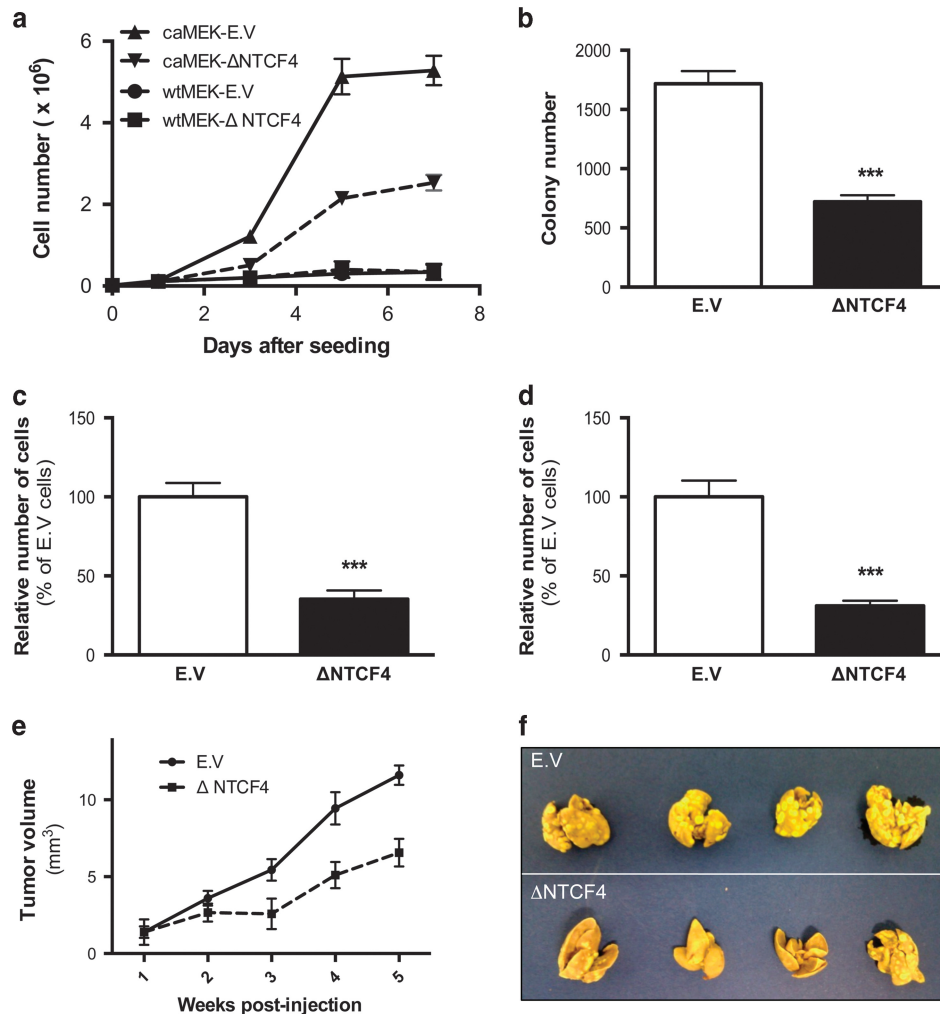 a
caMEK-E.V
caMEK-ΔNTCF4
wtMEK-E.V
wtMEK-Δ NTCF4
Cell number ( x 10⁶)
6
4
2
0
0 2 4 6 8
Days after seeding
b
Colony number
2000
1500
1000
500
0
***
E.V ΔNTCF4
c
Relative number of cells
(% of E.V cells)
150
100
50
0
***
E.V ΔNTCF4
d
Relative number of cells
(% of E.V cells)
150
100
50
0
***
E.V ΔNTCF4
e
E.V
Δ NTCF4
Tumor volume
(mm³)
10
5
0
1 2 3 4 5
Weeks post-injection
f
E.V
ΔNTCF4